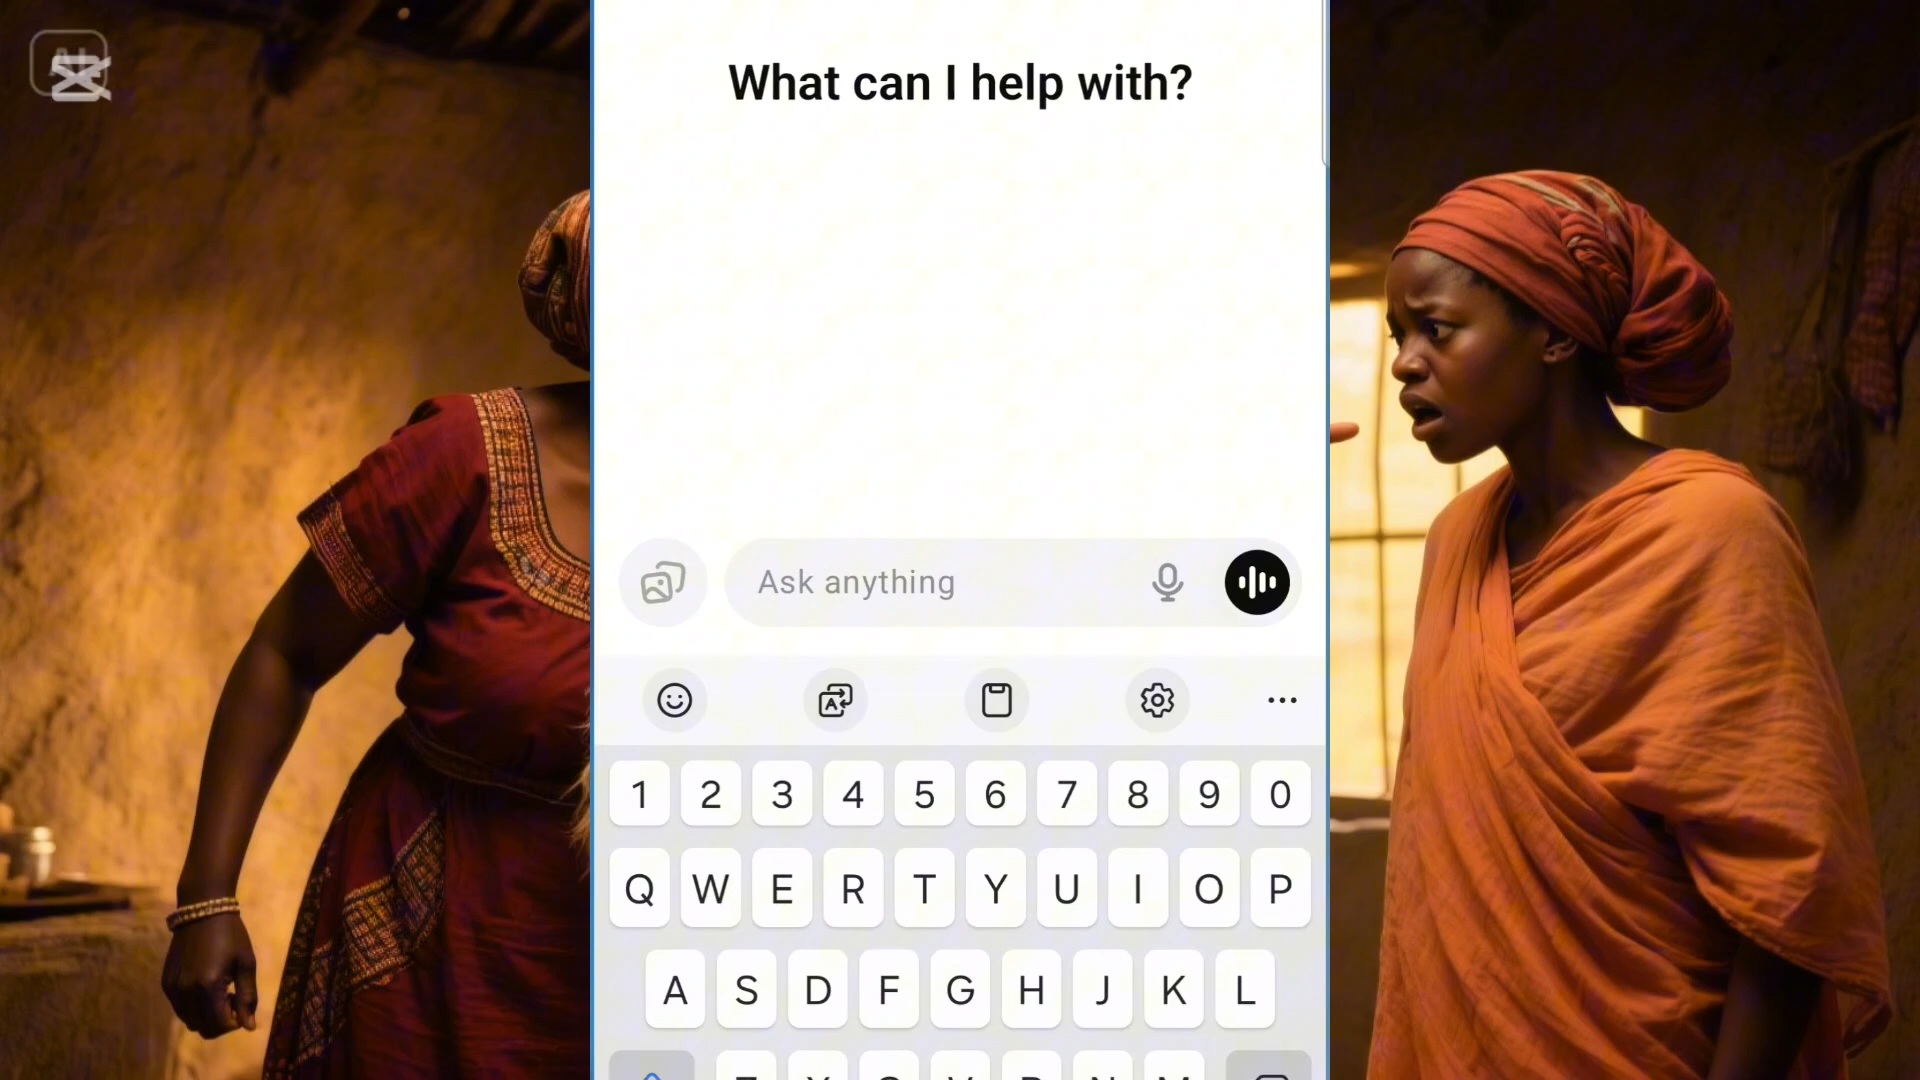 What can I help with?
Ask anything
1 2 3 4 5 6 7 8 9 0
Q W E R T Y U I O P
A S D F G H J K L